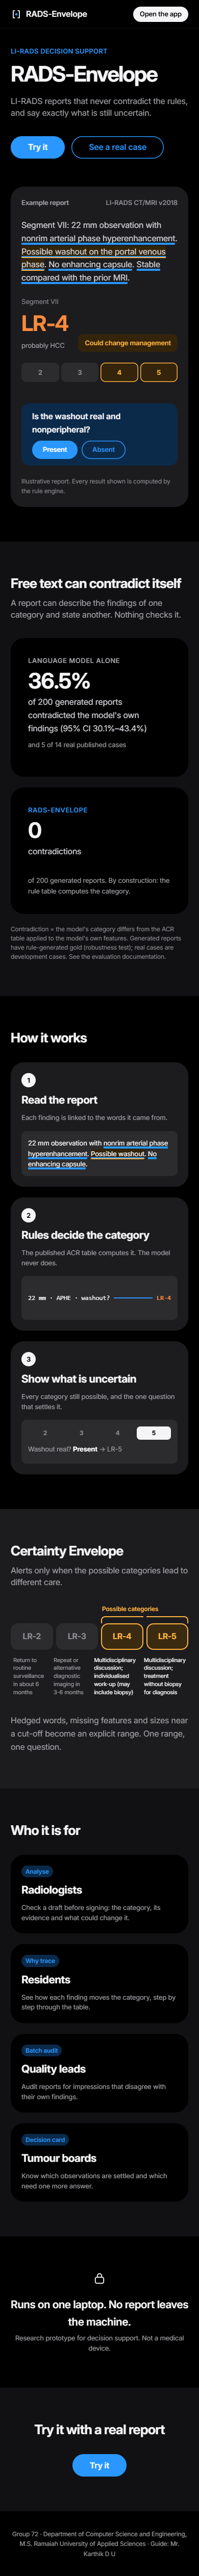 RADS-Envelope
Open the app
LI-RADS DECISION SUPPORT
RADS-Envelope
LI-RADS reports that never contradict the rules,
and say exactly what is still uncertain.
Try it
See a real case
Example report
LI-RADS CT/MRI v2018
Segment VII: 22 mm observation with
nonrim arterial phase hyperenhancement.
Possible washout on the portal venous
phase. No enhancing capsule. Stable
compared with the prior MRI.
Segment VII
LR-4
probably HCC
Could change management
2 3 4 5
Is the washout real and
nonperipheral?
Present
Absent
Illustrative report. Every result shown is computed by
the rule engine.
Free text can contradict itself
A report can describe the findings of one
category and state another. Nothing checks it.
LANGUAGE MODEL ALONE
36.5%
of 200 generated reports
contradicted the model's own
findings (95% CI 30.1%–43.4%)
and 5 of 14 real published cases
RADS-ENVELOPE
0
contradictions
of 200 generated reports. By construction: the
rule table computes the category.
Contradiction = the model's category differs from the ACR
table applied to the model's own features. Generated reports
have rule-generated gold (robustness test); real cases are
development cases. See the evaluation documentation.
How it works
1
Read the report
Each finding is linked to the words it came from.
22 mm observation with nonrim arterial phase
hyperenhancement. Possible washout. No
enhancing capsule.
2
Rules decide the category
The published ACR table computes it. The model
never does.
22 mm · APHE · washout? LR-4
3
Show what is uncertain
Every category still possible, and the one question
that settles it.
2 3 4 5
Washout real? Present → LR-5
Certainty Envelope
Alerts only when the possible categories lead to
different care.
Possible categories
LR-2 LR-3 LR-4 LR-5
Return to
routine
surveillance
in about 6
months
Repeat or
alternative
diagnostic
imaging in
3-6 months
Multidisciplinary
discussion;
individualised
work-up (may
include biopsy)
Multidisciplinary
discussion;
treatment
without biopsy
for diagnosis
Hedged words, missing features and sizes near
a cut-off become an explicit range. One range,
one question.
Who it is for
Analyse
Radiologists
Check a draft before signing: the category, its
evidence and what could change it.
Why trace
Residents
See how each finding moves the category, step by
step through the table.
Batch audit
Quality leads
Audit reports for impressions that disagree with
their own findings.
Decision card
Tumour boards
Know which observations are settled and which
need one more answer.
Runs on one laptop. No report leaves
the machine.
Research prototype for decision support. Not a medical
device.
Try it with a real report
Try it
Group 72 · Department of Computer Science and Engineering,
M.S. Ramaiah University of Applied Sciences · Guide: Mr.
Karthik D U